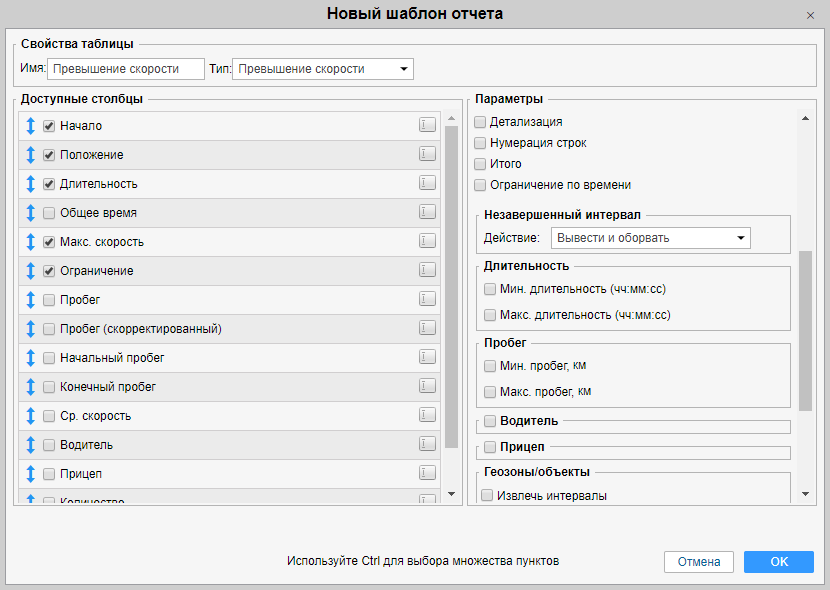 Новый шаблон отчета
Свойства таблицы
Имя: Превышение скорости Тип: Превышение скорости
Доступные столбцы
Начало
Положение
Длительность
Общее время
Макс. скорость
Ограничение
Пробег
Пробег (скорректированный)
Начальный пробег
Конечный пробег
Ср. скорость
Водитель
Прицеп
Количество
Параметры
Детализация
Нумерация строк
Итого
Ограничение по времени
Незавершенный интервал
Действие: Вывести и оборвать
Длительность
Мин. длительность (чч:мм:сс)
Макс. длительность (чч:мм:сс)
Пробег
Мин. пробег, км
Макс. пробег, км
Водитель
Прицеп
Геозоны/объекты
Извлечь интервалы
Используйте Ctrl для выбора множества пунктов
Отмена
OK